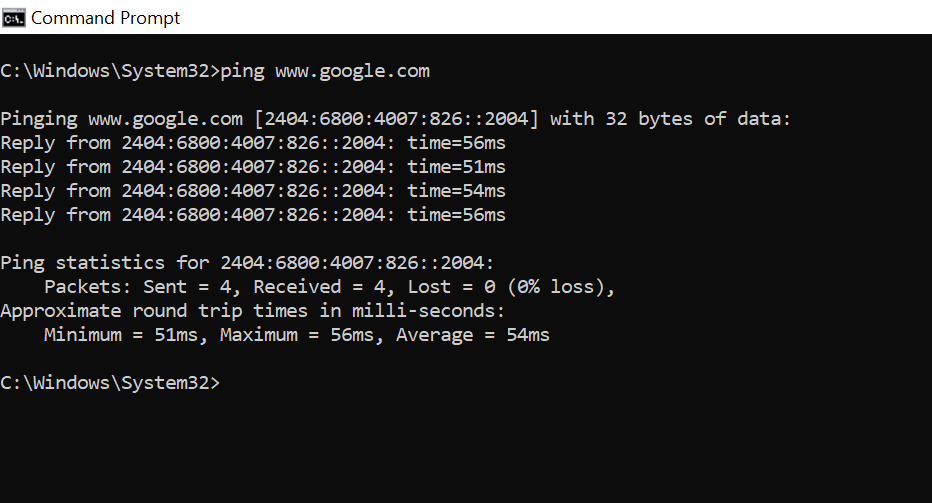 Command Prompt
C:\Windows\System32>ping www.google.com
Pinging www.google.com [2404:6800:4007:826::2004] with 32 bytes of data:
Reply from 2404:6800:4007:826::2004: time=56ms
Reply from 2404:6800:4007:826::2004: time=51ms
Reply from 2404:6800:4007:826::2004: time=54ms
Reply from 2404:6800:4007:826::2004: time=56ms
Ping statistics for 2404:6800:4007:826::2004:
    Packets: Sent = 4, Received = 4, Lost = 0 (0% loss),
Approximate round trip times in milli-seconds:
    Minimum = 51ms, Maximum = 56ms, Average = 54ms
C:\Windows\System32>